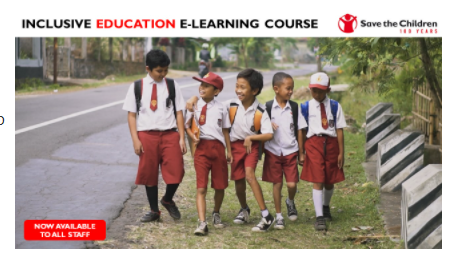 INCLUSIVE EDUCATION E-LEARNING COURSE
Save the Children
100 YEARS
NOW AVAILABLE
TO ALL STAFF